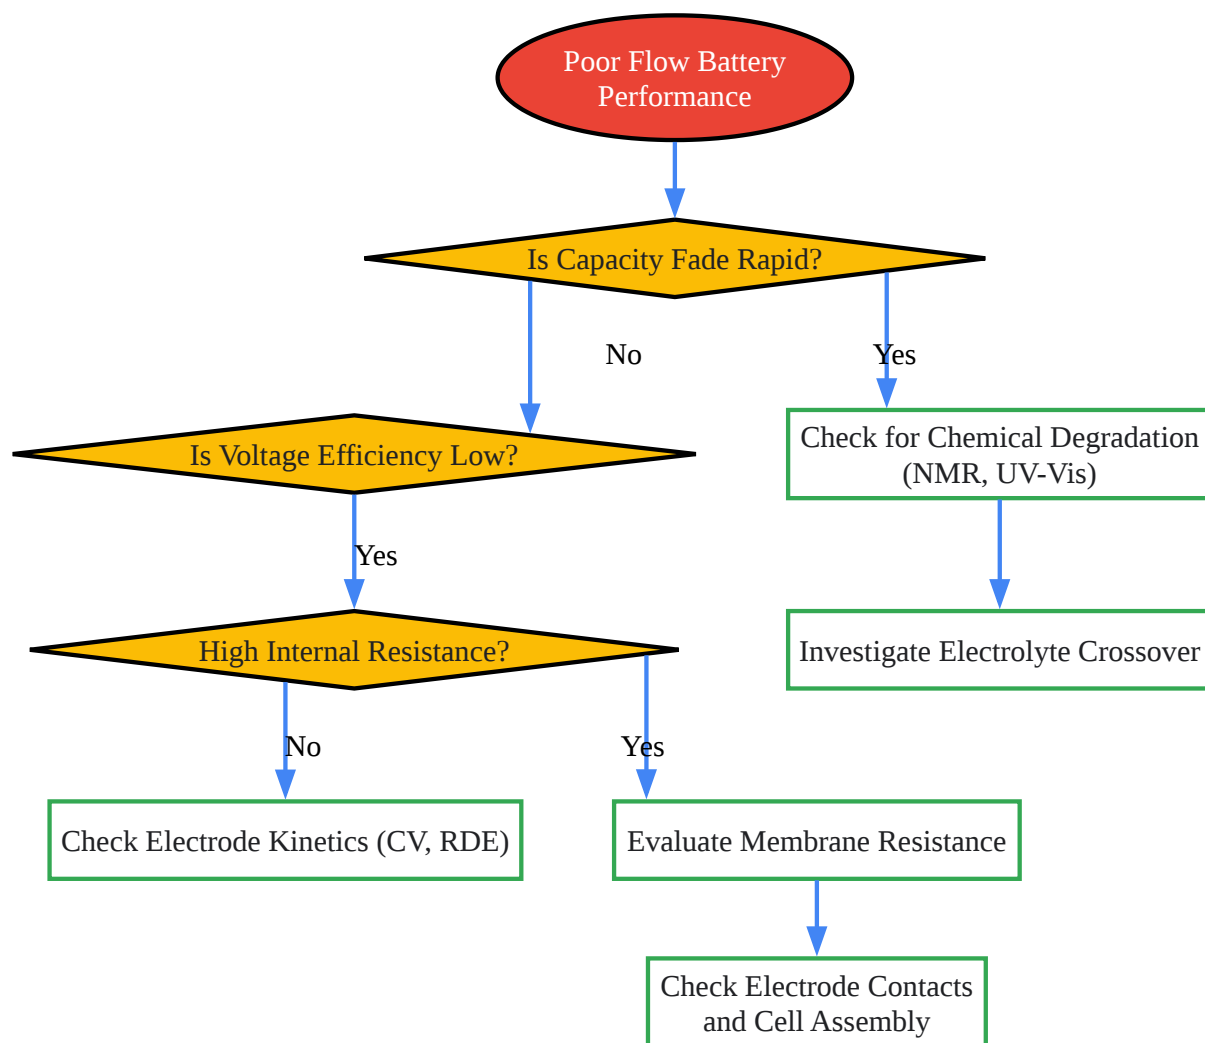 Poor Flow Battery
Performance
Is Capacity Fade Rapid?
No
Yes
Is Voltage Efficiency Low?
Check for Chemical Degradation
(NMR, UV-Vis)
Yes
High Internal Resistance?
Investigate Electrolyte Crossover
No
Yes
Check Electrode Kinetics (CV, RDE)
Evaluate Membrane Resistance
Check Electrode Contacts
and Cell Assembly